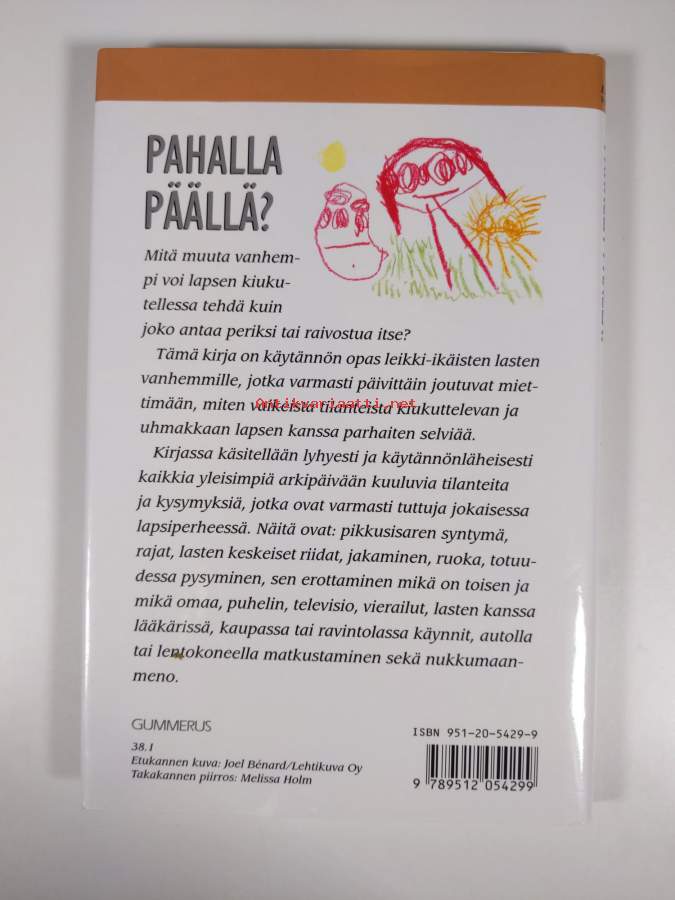 PAHALLA
PÄÄLLÄ?
Mitä muuta vanhem-
pi voi lapsen kiuku-
tellessa tehdä kuin
joko antaa periksi tai raivostua itse?
Tämä kirja on käytännön opas leikki-ikäisten lasten
vanhemmille, jotka varmasti päivittäin joutuvat miet-
timään, miten vaikeista tilanteista kiukuttelevan ja
Antikvariaatti.net
uhmakkaan lapsen kanssa parhaiten selviää.
Kirjassa käsitellään lyhyesti ja käytännönläheisesti
kaikkia yleisimpiä arkipäivään kuuluvia tilanteita
ja kysymyksiä, jotka ovat varmasti tuttuja jokaisessa
lapsiperheessä. Näitä ovat: pikkusisaren syntymä,
rajat, lasten keskeiset riidat, jakaminen, ruoka, totuu-
dessa pysyminen, sen erottaminen mikä on toisen ja
mikä omaa, puhelin, televisio, vierailut, lasten kanssa
lääkärissä, kaupassa tai ravintolassa käynnit, autolla
tai lentokoneella matkustaminen sekä nukkumaan-
meno.
GUMMERUS
38.1
Etukannen kuva: Joel Bénard/Lehtikuva Oy
Takakannen piirros: Melissa Holm
ISBN 951-20-5429-9
9 789512 054299